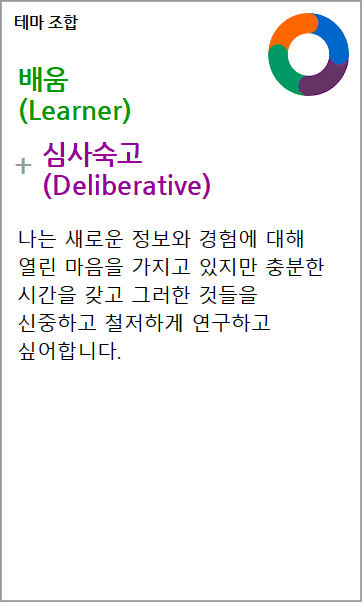 테마 조합
배움
(Learner)
+ 심사숙고
(Deliberative)
나는 새로운 정보와 경험에 대해
열린 마음을 가지고 있지만 충분한
시간을 갖고 그러한 것들을
신중하고 철저하게 연구하고
싶어합니다.